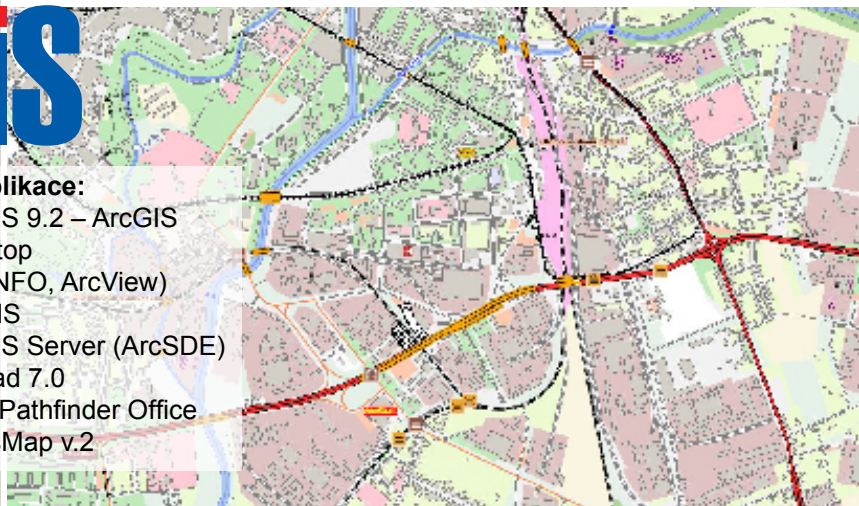 iS
plikace:
S 9.2 – ArcGIS
top
NFO, ArcView)
IS
S Server (ArcSDE)
ad 7.0
Pathfinder Office
Map v.2